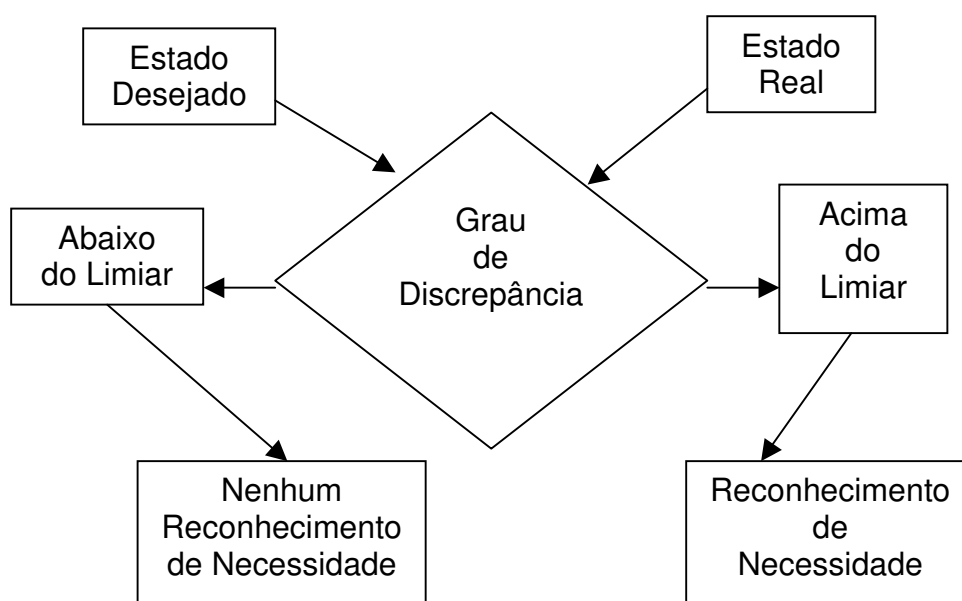 Estado
Desejado
Estado
Real
Grau
de
Discrepância
Abaixo
do Limiar
Acima
do
Limiar
Nenhum
Reconhecimento
de Necessidade
Reconhecimento
de
Necessidade